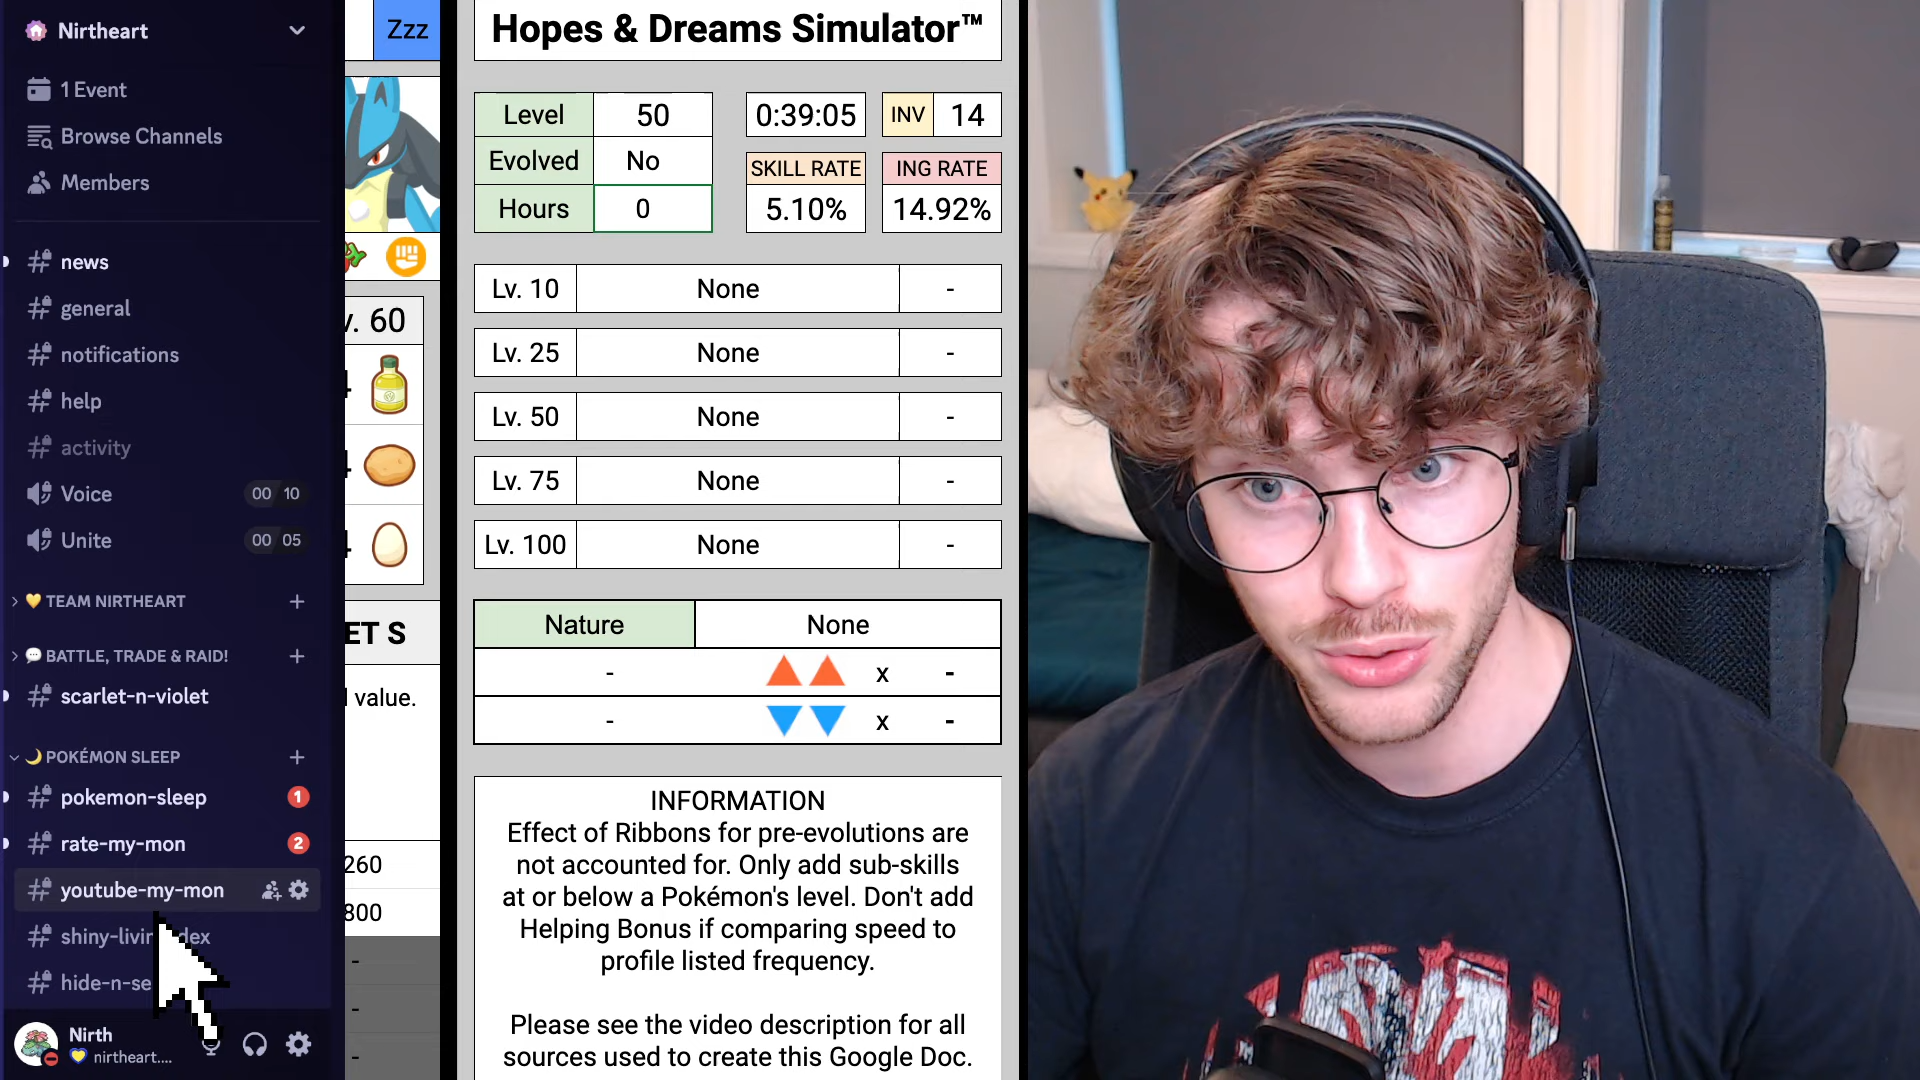 Nirtheart
1 Event
Browse Channels
Members
news
general
notifications
help
activity
Voice 00 10
Unite 00 05
TEAM NIRTHEART
BATTLE, TRADE & RAID!
scarlet-n-violet
POKÉMON SLEEP
pokemon-sleep 1
rate-my-mon 2
youtube-my-mon
hide-n-se
Nirth
nirtheart....
Zzz
60
ET S
value.
260
800
-
-
-
Hopes & Dreams Simulator™
Level 50
Evolved No
Hours 0
0:39:05
INV 14
SKILL RATE
5.10%
ING RATE
14.92%
Lv. 10 None -
Lv. 25 None -
Lv. 50 None -
Lv. 75 None -
Lv. 100 None -
Nature None
- x -
- x -
INFORMATION
Effect of Ribbons for pre-evolutions are
not accounted for. Only add sub-skills
at or below a Pokémon's level. Don't add
Helping Bonus if comparing speed to
profile listed frequency.
Please see the video description for all
sources used to create this Google Doc.